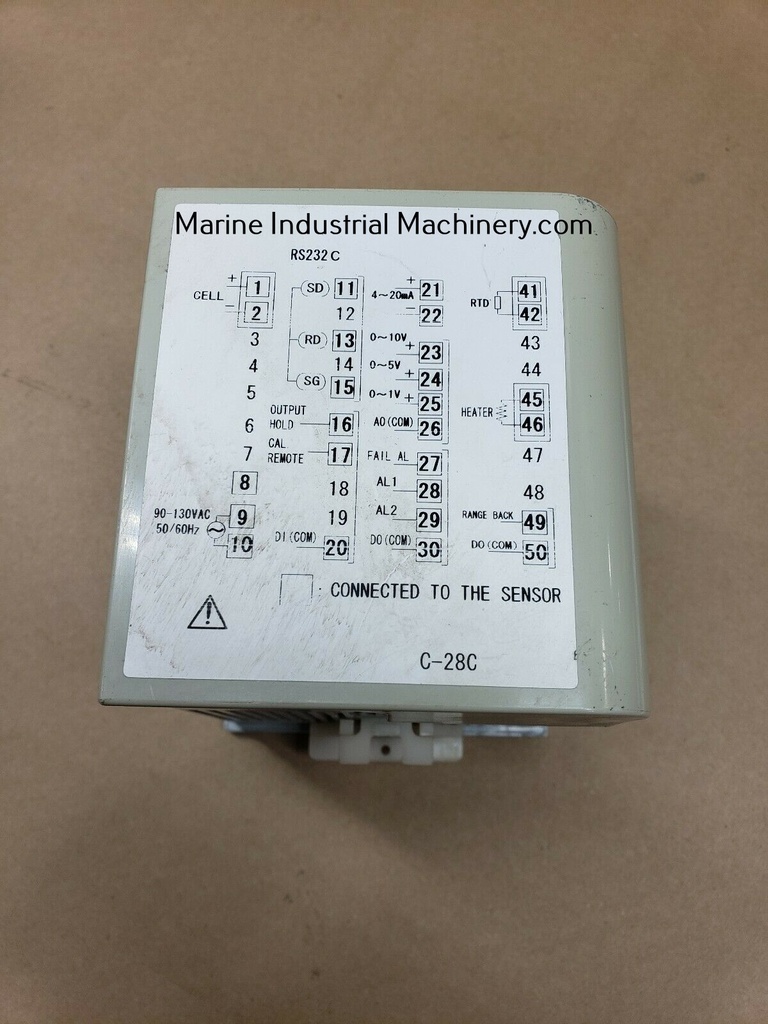 Marine Industrial Machinery.com
RS232C
CELL + 1
− 2
3
4
5
6
7
8
90-130VAC 9
50/60Hz 10
(SD) 11
12
(RD) 13
14
(SG) 15
OUTPUT
HOLD 16
CAL
REMOTE 17
18
19
DI(COM) 20
4~20mA + 21
− 22
0~10V + 23
0~5V + 24
0~1V + 25
AO(COM) 26
FAIL AL 27
AL1 28
AL2 29
DO(COM) 30
RTD 41
42
43
44
HEATER 45
46
47
48
RANGE BACK 49
DO(COM) 50
: CONNECTED TO THE SENSOR
C-28C